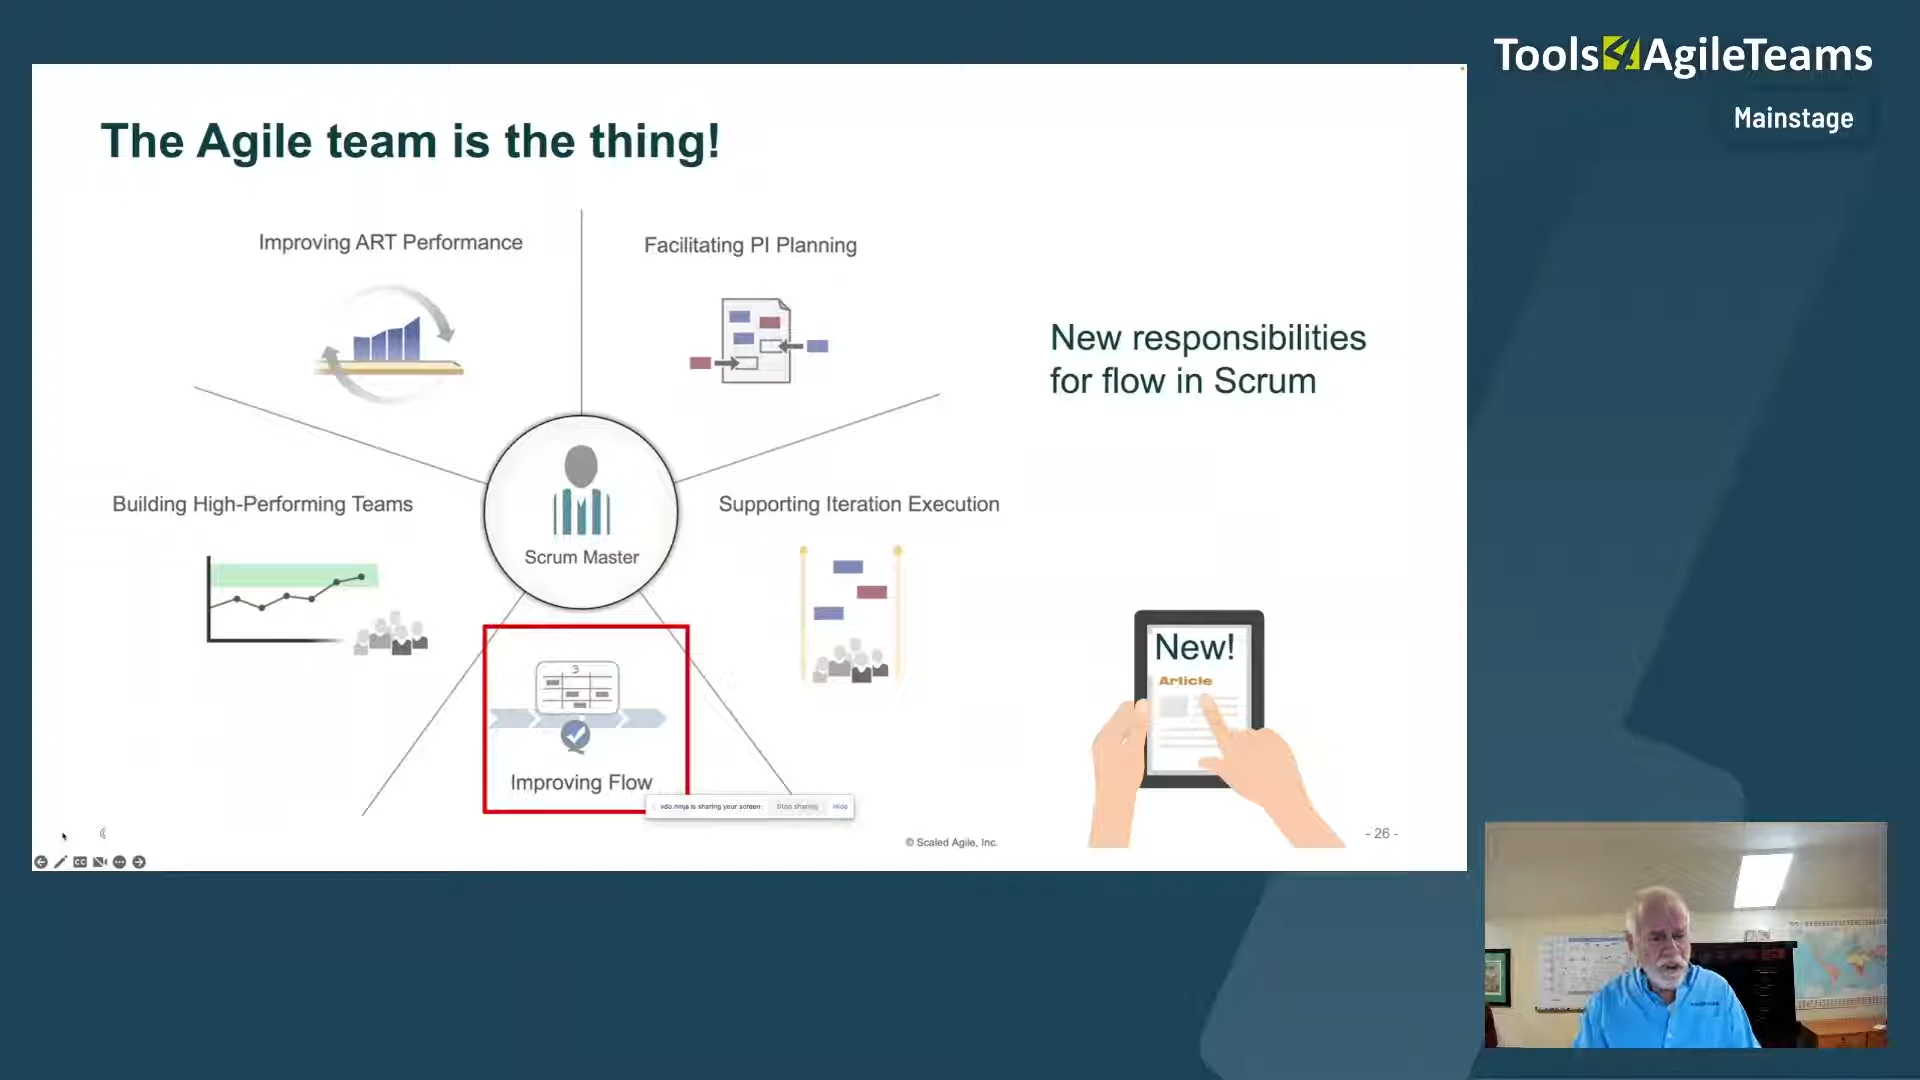 Tools4AgileTeams
Mainstage
The Agile team is the thing!
Improving ART Performance
Facilitating PI Planning
New responsibilities
for flow in Scrum
Building High-Performing Teams
Scrum Master
Supporting Iteration Execution
3
Improving Flow
New!
Article
vdo.ninja is sharing your screen.
Stop sharing
Hide
© Scaled Agile, Inc.
- 26 -
CC